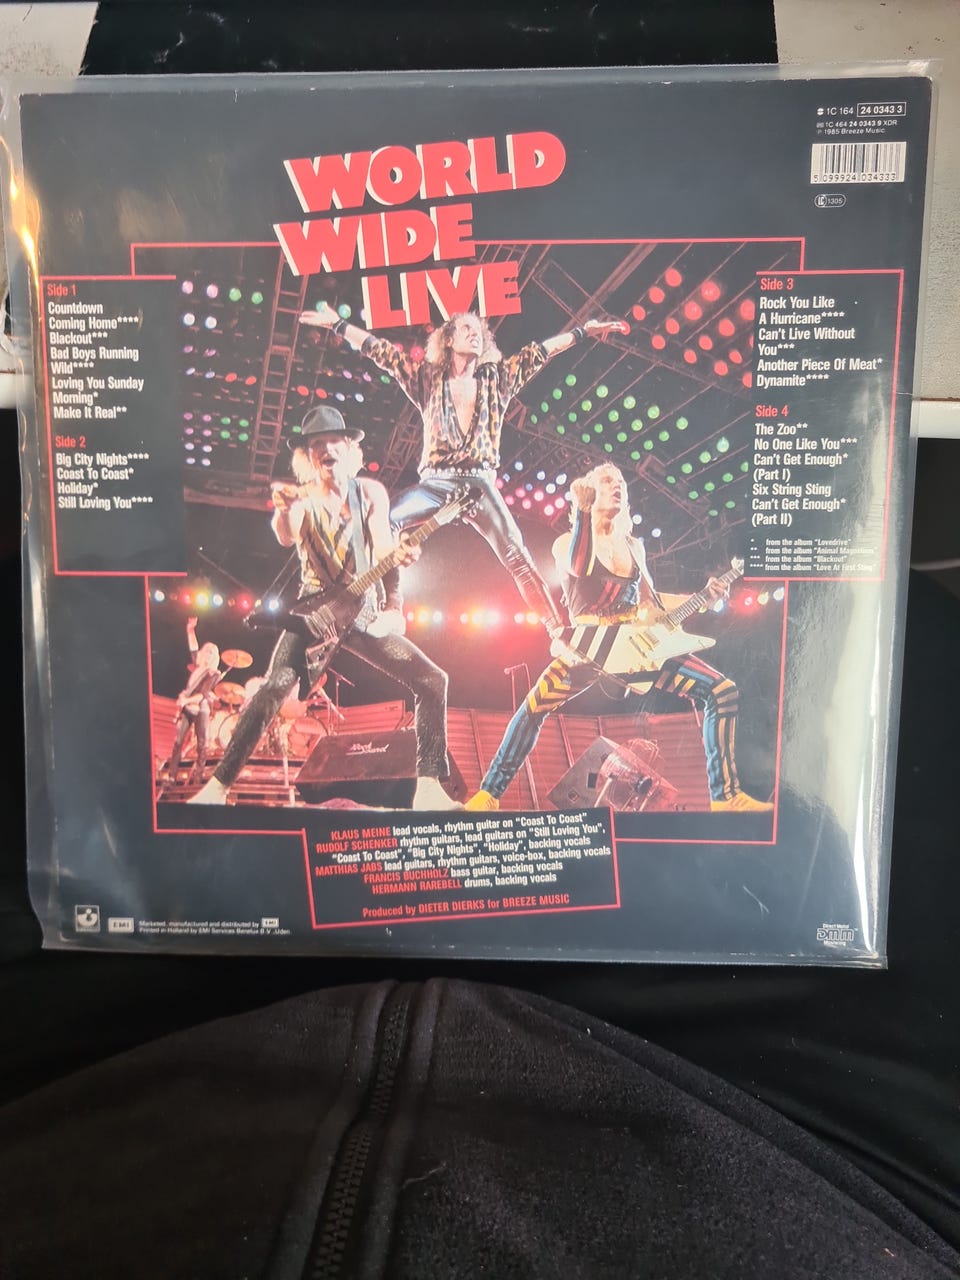 1C 164 24 0343 3
1C 464 24 0343 9 XDR
℗ 1985 Breeze Music
5 099924 034333
LC 1305
WORLD
WIDE
LIVE
Side 1
Countdown
Coming Home****
Blackout***
Bad Boys Running
Wild****
Loving You Sunday
Morning*
Make It Real**
Side 2
Big City Nights****
Coast To Coast*
Holiday*
Still Loving You****
Side 3
Rock You Like
A Hurricane****
Can't Live Without
You***
Another Piece Of Meat*
Dynamite****
Side 4
The Zoo**
No One Like You***
Can't Get Enough*
(Part I)
Six String Sting
Can't Get Enough*
(Part II)
* from the album "Lovedrive"
** from the album "Animal Magnetism"
*** from the album "Blackout"
**** from the album "Love At First Sting"
KLAUS MEINE lead vocals, rhythm guitar on "Coast To Coast"
RUDOLF SCHENKER rhythm guitars, lead guitars on "Still Loving You",
"Coast To Coast", "Big City Nights", "Holiday", backing vocals
MATTHIAS JABS lead guitars, rhythm guitars, voice-box, backing vocals
FRANCIS BUCHHOLZ bass guitar, backing vocals
HERMANN RAREBELL drums, backing vocals
Produced by DIETER DIERKS for BREEZE MUSIC
EMI
Marketed, manufactured and distributed by EMI
Printed in Holland by EMI Services Benelux B.V., Uden
Direct Metal
DMM
Mastering